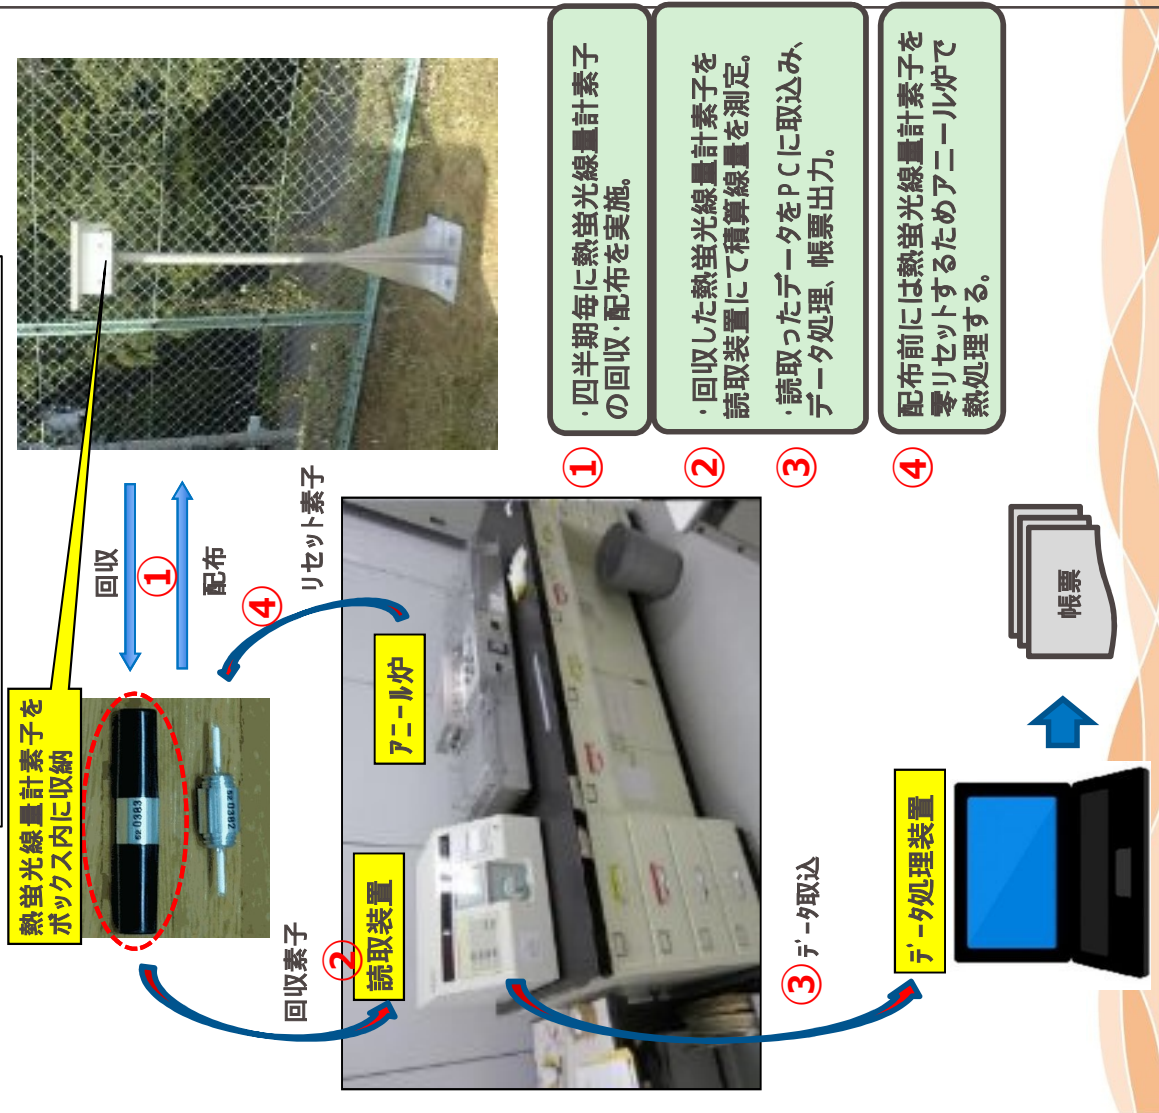 熱蛍光線量計素子を
ボックス内に収納
回収
①
配布
④
リセット素子
回収素子
②
読取装置
アニール炉
③
データ取込
データ処理装置
帳票
①
・四半期毎に熱蛍光線量計素子
の回収・配布を実施。
②
・回収した熱蛍光線量計素子を
読取装置にて積算線量を測定。
③
・読取ったデータをPCに取込み、
データ処理、帳票出力。
④
配布前には熱蛍光線量計素子を
零リセットするためアニール炉で
熱処理する。
0383
0382